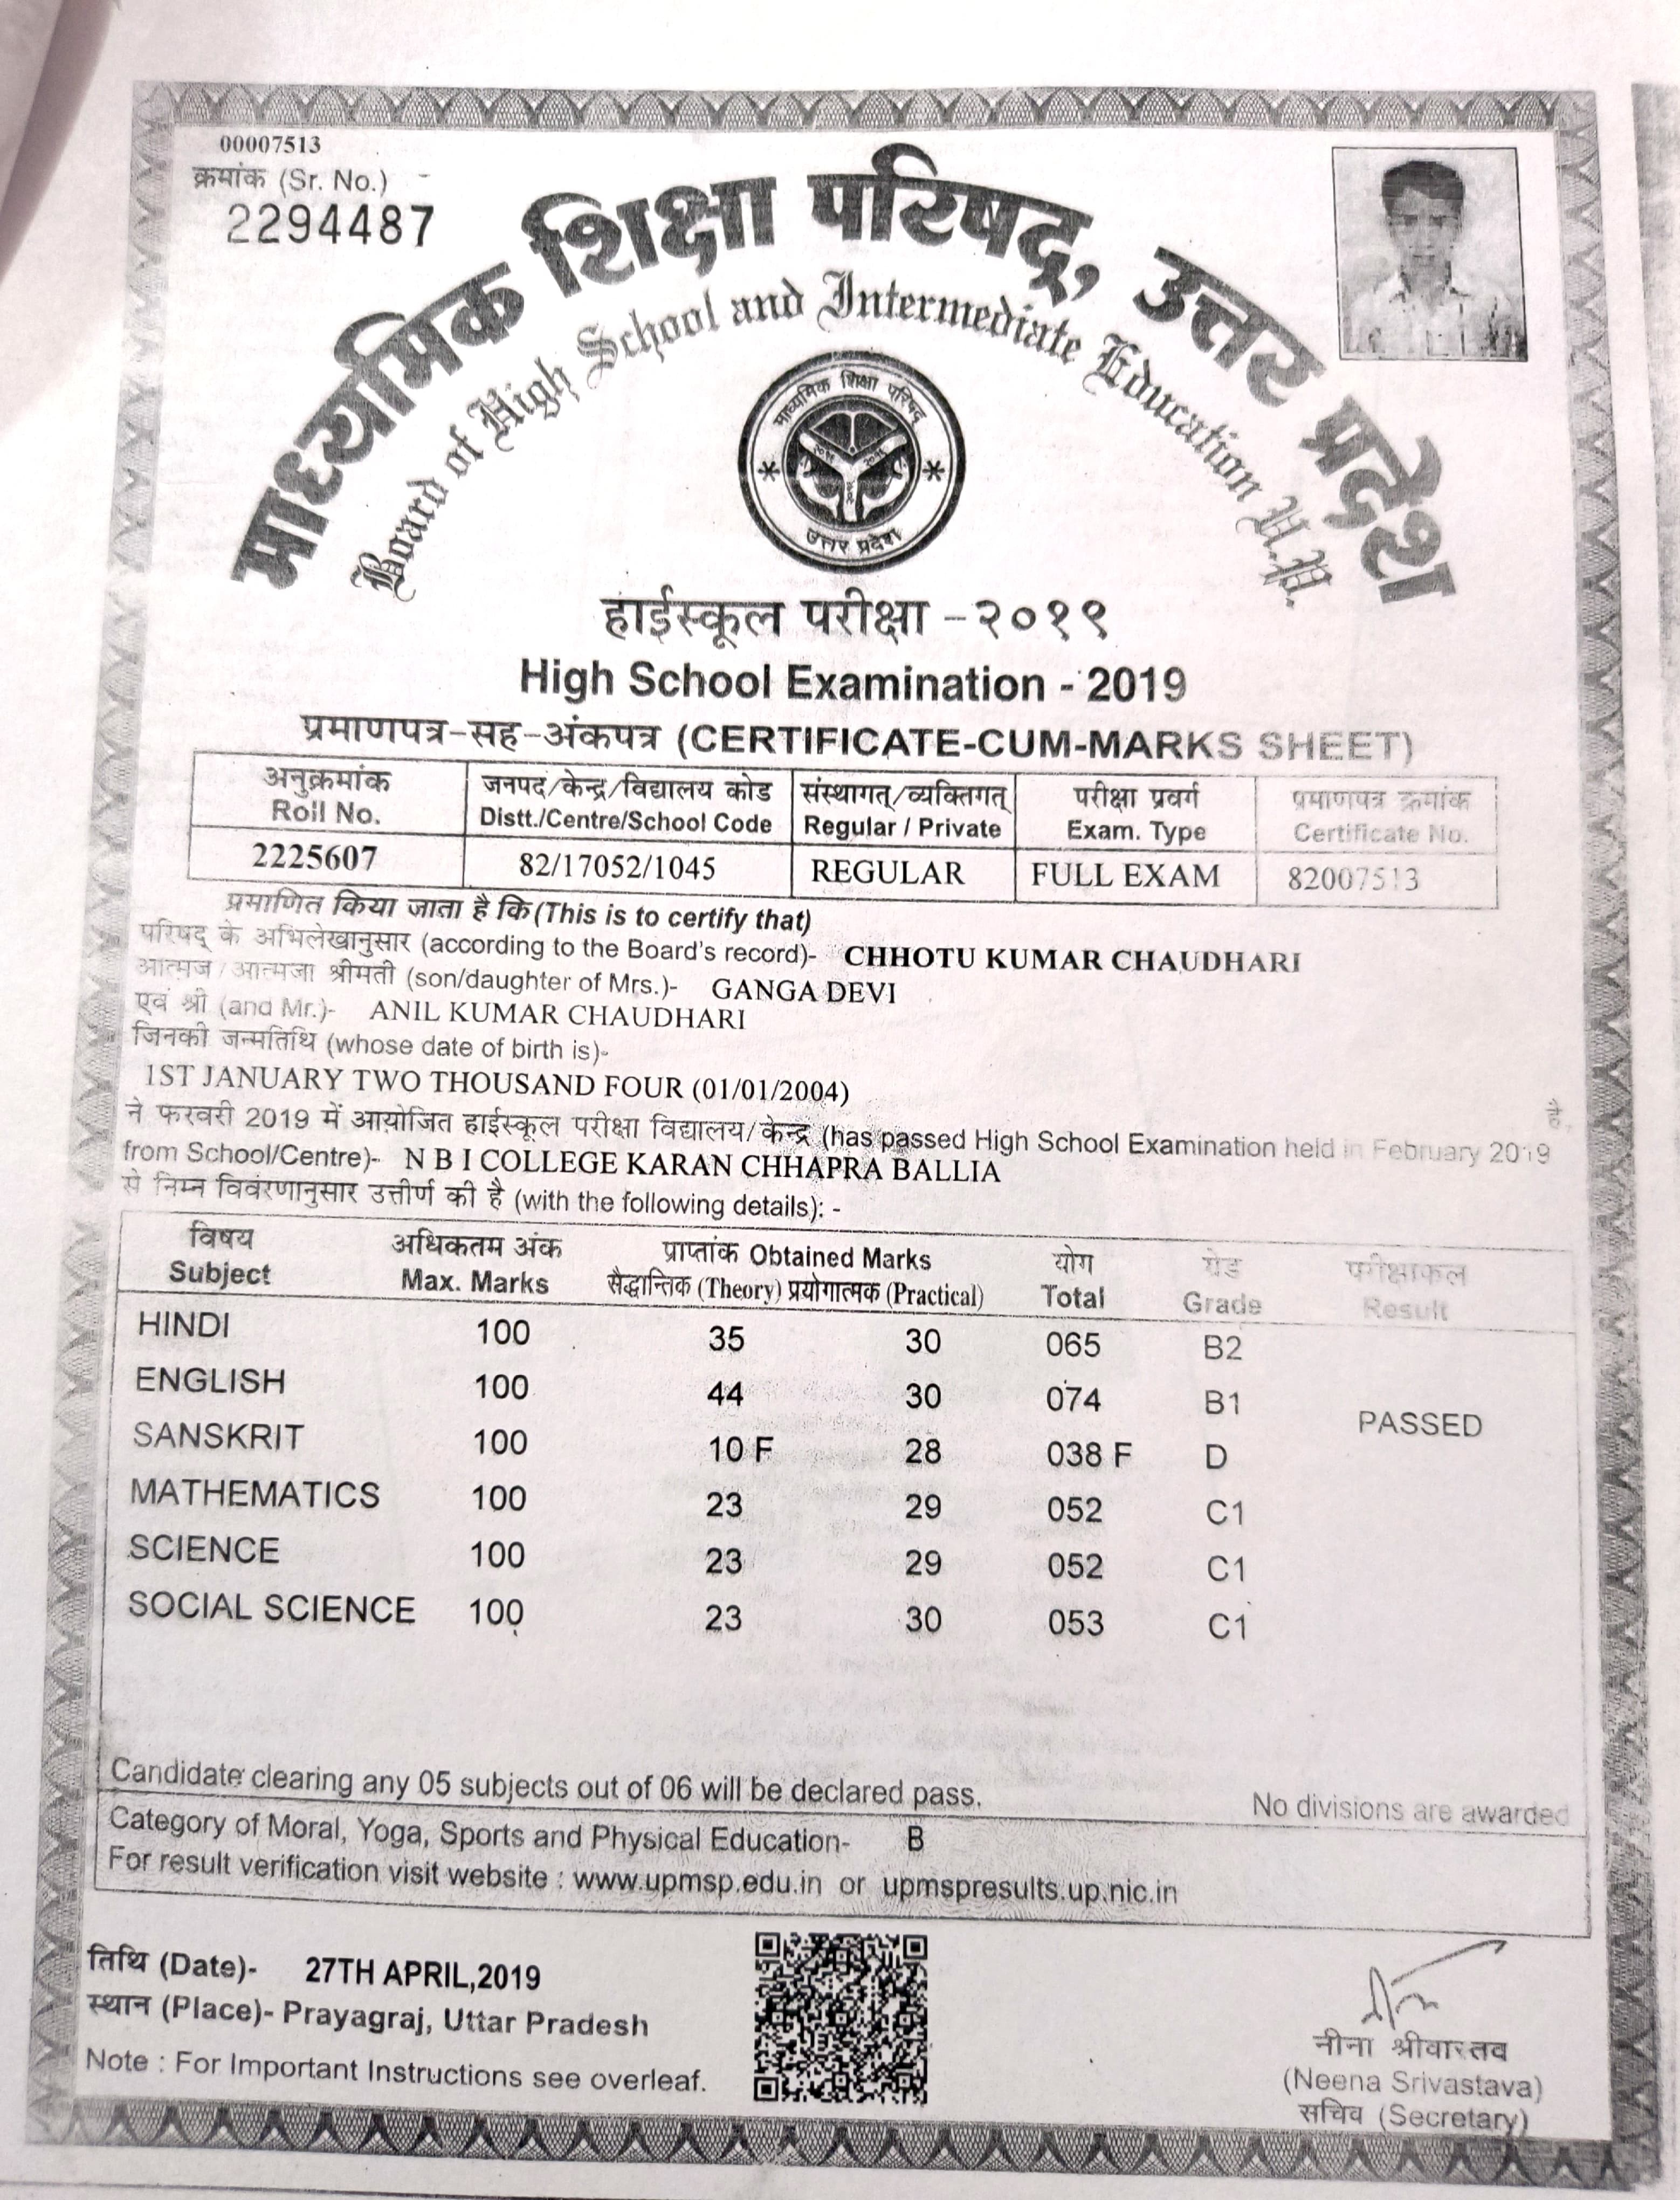 00007513
क्रमांक (Sr. No.)
2294487
माध्यमिक शिक्षा परिषद्, उत्तर प्रदेश
Board of High School and Intermediate Education U.P.
माध्यमिक शिक्षा परिषद्
उत्तर प्रदेश
हाईस्कूल परीक्षा -२०१९
High School Examination - 2019
प्रमाणपत्र-सह-अंकपत्र (CERTIFICATE-CUM-MARKS SHEET)
अनुक्रमांक जनपद/केन्द्र/विद्यालय कोड संस्थागत्/व्यक्तिगत् परीक्षा प्रवर्ग प्रमाणपत्र क्रमांक
Roll No. Distt./Centre/School Code Regular / Private Exam. Type Certificate No.
2225607 82/17052/1045 REGULAR FULL EXAM 82007513
प्रमाणित किया जाता है कि (This is to certify that)
परिषद् के अभिलेखानुसार (according to the Board's record)- CHHOTU KUMAR CHAUDHARI
आत्मज/आत्मजा श्रीमती (son/daughter of Mrs.)- GANGA DEVI
एवं श्री (and Mr.)- ANIL KUMAR CHAUDHARI
जिनकी जन्मतिथि (whose date of birth is)-
1ST JANUARY TWO THOUSAND FOUR (01/01/2004) है,
ने फरवरी 2019 में आयोजित हाईस्कूल परीक्षा विद्यालय/केन्द्र (has passed High School Examination held in February 2019
from School/Centre)- N B I COLLEGE KARAN CHHAPRA BALLIA
से निम्न विवरणानुसार उत्तीर्ण की है (with the following details): -
विषय अधिकतम अंक प्राप्तांक Obtained Marks योग ग्रेड परीक्षाफल
Subject Max. Marks सैद्धान्तिक (Theory) प्रयोगात्मक (Practical) Total Grade Result
HINDI 100 35 30 065 B2
ENGLISH 100 44 30 074 B1 PASSED
SANSKRIT 100 10 F 28 038 F D
MATHEMATICS 100 23 29 052 C1
SCIENCE 100 23 29 052 C1
SOCIAL SCIENCE 100 23 30 053 C1
Candidate clearing any 05 subjects out of 06 will be declared pass. No divisions are awarded
Category of Moral, Yoga, Sports and Physical Education- B
For result verification visit website : www.upmsp.edu.in or upmspresults.up.nic.in
तिथि (Date)- 27TH APRIL,2019
स्थान (Place)- Prayagraj, Uttar Pradesh
Note : For Important Instructions see overleaf.
नीना श्रीवास्तव
(Neena Srivastava)
सचिव (Secretary)